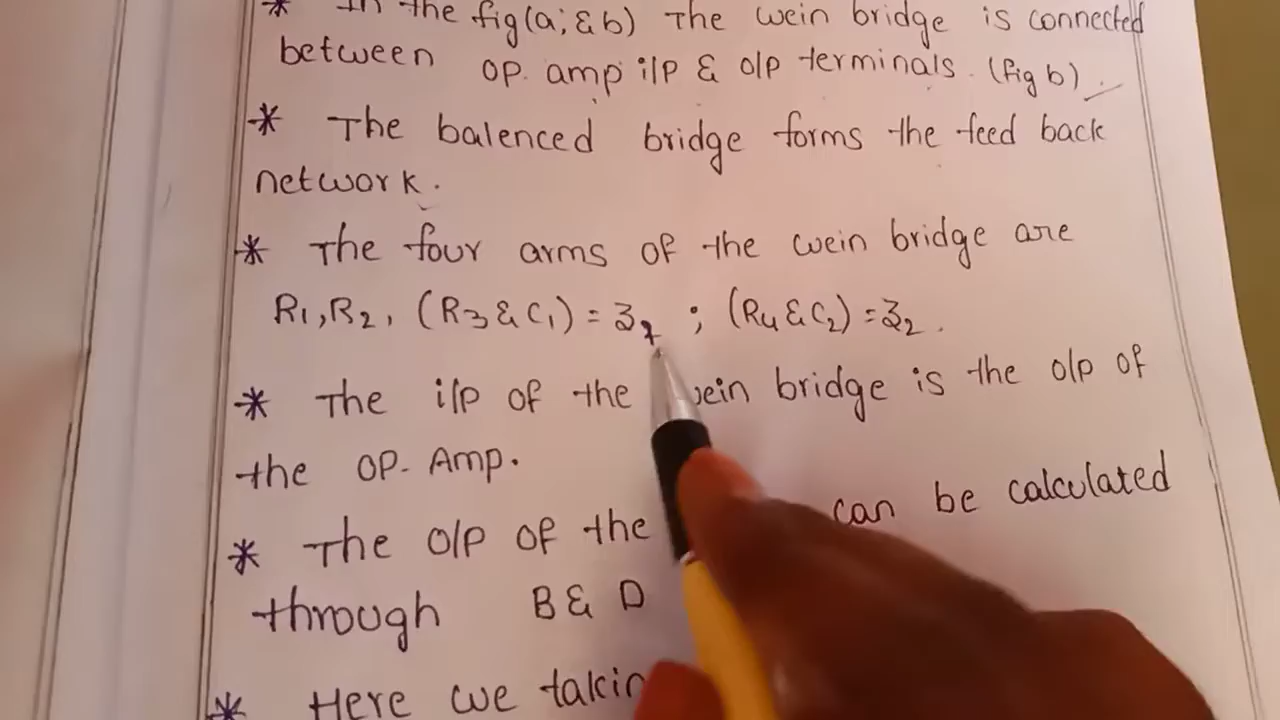 * In the fig(a; & b) The wein bridge is connected
between op. amp i/p & o/p terminals. (fig b).
* The balenced bridge forms the feed back
network.
* The four arms of the wein bridge are
R1, R2, (R3 & C1) = Z1 ; (R4 & C2) = Z2 .
* The i/p of the wein bridge is the o/p of
the OP- Amp.
* The o/p of the can be calculated
through B & D
* Here we